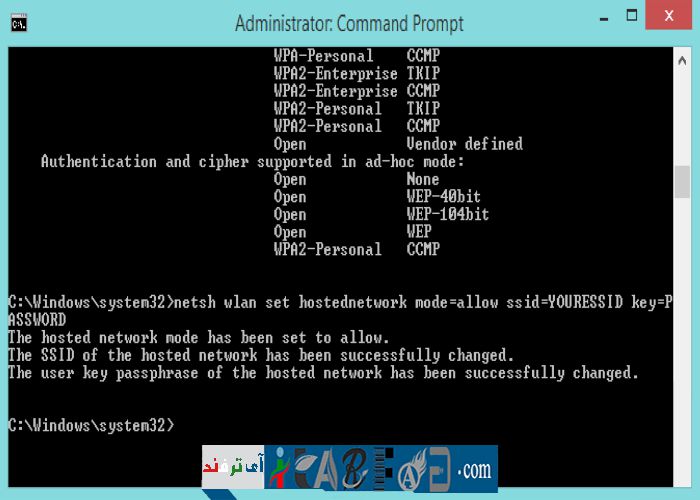 Administrator: Command Prompt
WPA-Personal CCMP
WPA2-Enterprise TKIP
WPA2-Enterprise CCMP
WPA2-Personal TKIP
WPA2-Personal CCMP
Open Vendor defined
Authentication and cipher supported in ad-hoc mode:
Open None
Open WEP-40bit
Open WEP-104bit
Open WEP
WPA2-Personal CCMP
C:\Windows\system32>netsh wlan set hostednetwork mode=allow ssid=YOURESSID key=P
ASSWORD
The hosted network mode has been set to allow.
The SSID of the hosted network has been successfully changed.
The user key passphrase of the hosted network has been successfully changed.
C:\Windows\system32>
آی ترفند .com